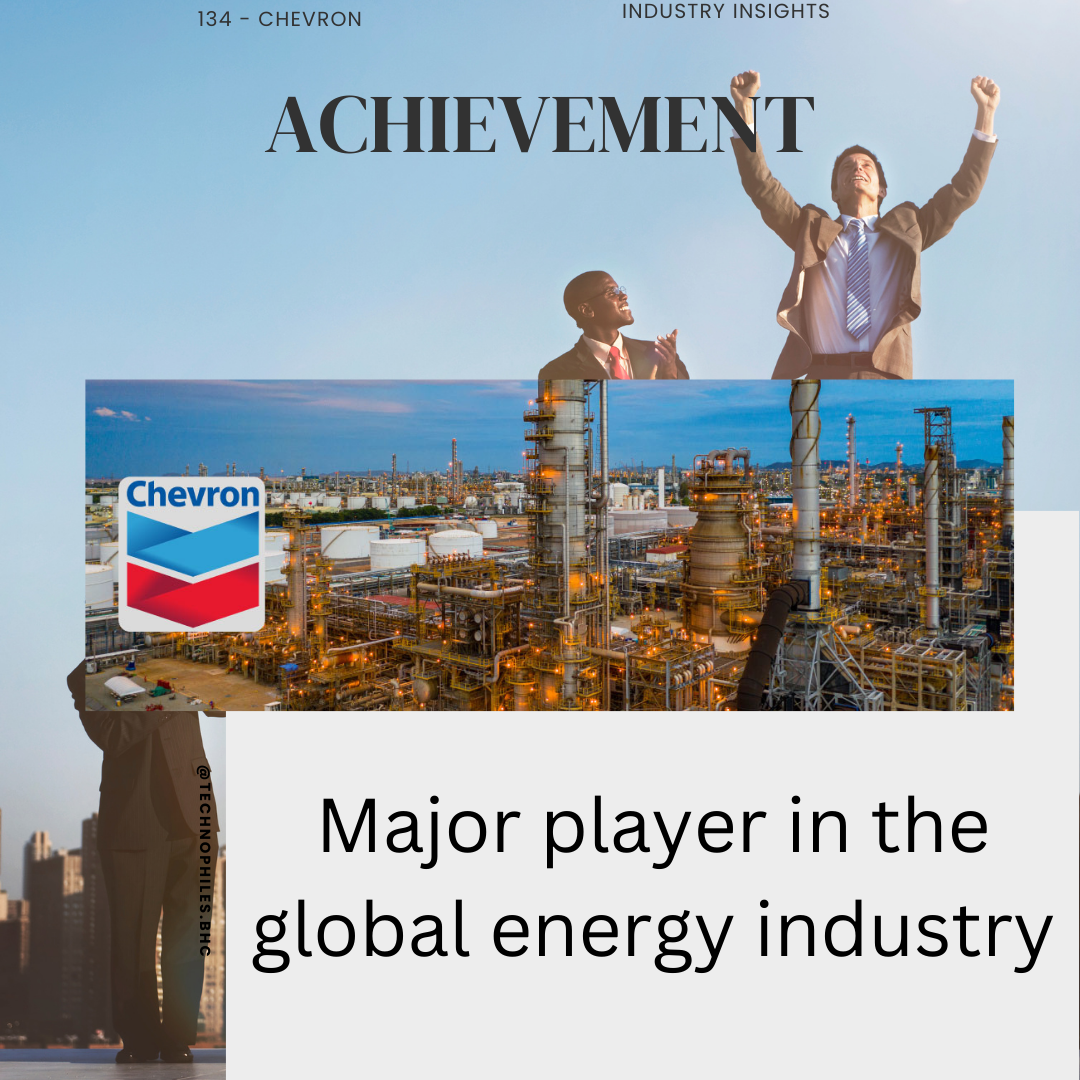 134 - CHEVRON
INDUSTRY INSIGHTS
ACHIEVEMENT
Chevron
@TECHNOPHILES.BHC
Major player in the
global energy industry